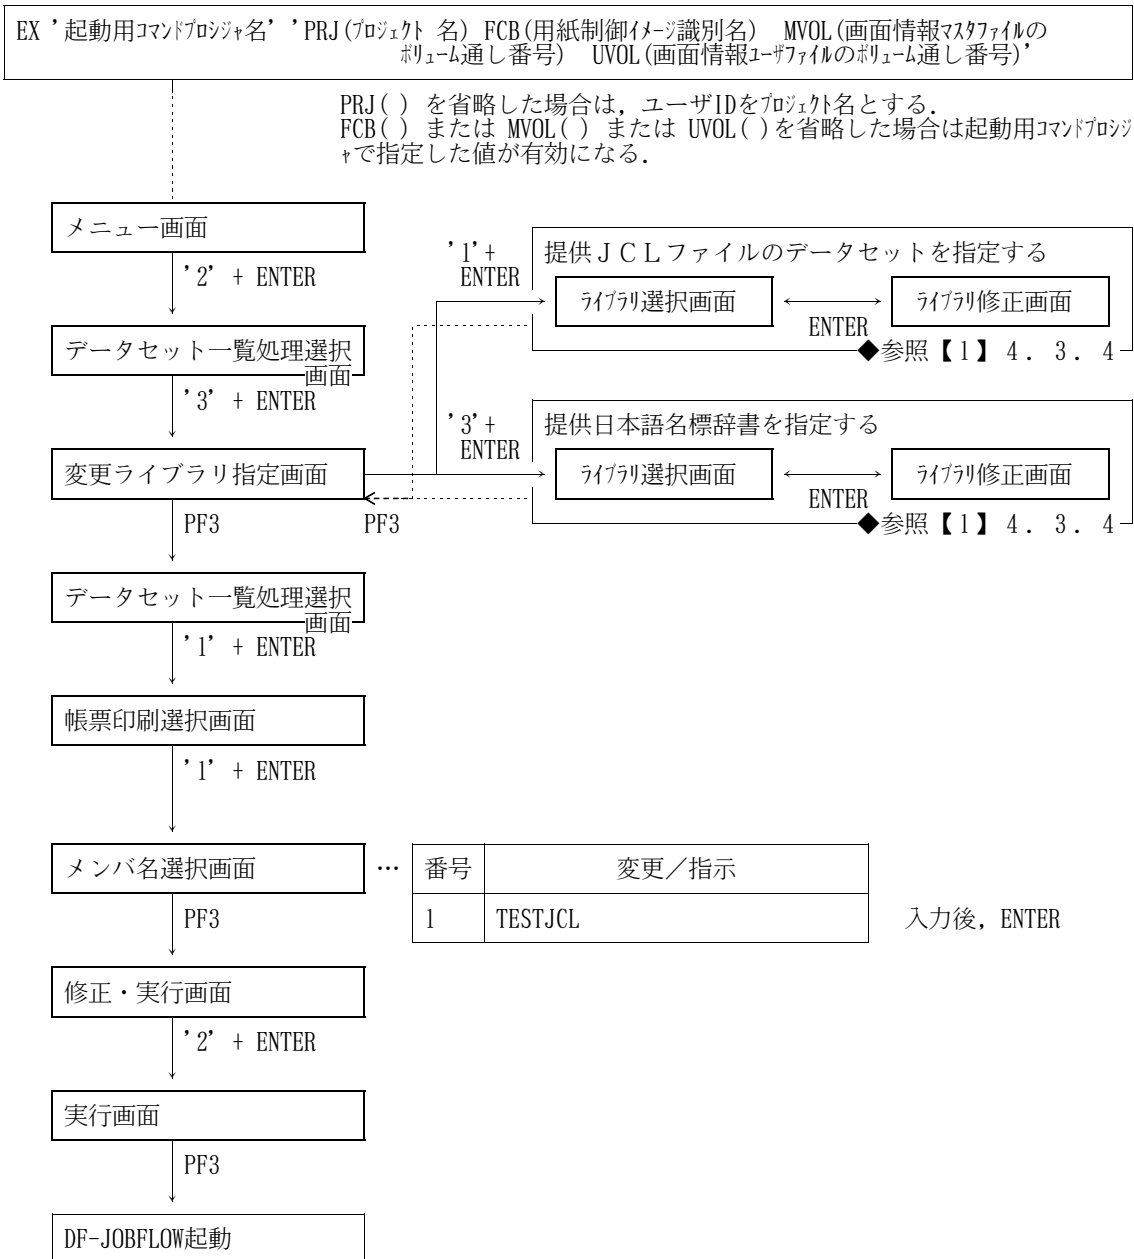 EX '起動用ｺﾏﾝﾄﾞﾌﾟﾛｼｼﾞｬ名' 'PRJ(ﾌﾟﾛｼﾞｪｸﾄ 名) FCB(用紙制御ｲﾒｰｼﾞ識別名) MVOL(画面情報ﾏｽﾀﾌｧｲﾙの
ﾎﾞﾘｭｰﾑ通し番号) UVOL(画面情報ﾕｰｻﾞﾌｧｲﾙのﾎﾞﾘｭｰﾑ通し番号)'
PRJ( ) を省略した場合は，ユーザIDをﾌﾟﾛｼﾞｪｸﾄ名とする．
FCB( ) または MVOL( ) または UVOL( )を省略した場合は起動用ｺﾏﾝﾄﾞﾌﾟﾛｼｼﾞ
ｬで指定した値が有効になる．
メニュー画面
'2' + ENTER
データセット一覧処理選択
画面
'3' + ENTER
変更ライブラリ指定画面
PF3
PF3
'1'+
ENTER
提供ＪＣＬファイルのデータセットを指定する
ﾗｲﾌﾞﾗﾘ選択画面
ENTER
ﾗｲﾌﾞﾗﾘ修正画面
◆参照【１】４．３．４
'3'+
ENTER
提供日本語名標辞書を指定する
ﾗｲﾌﾞﾗﾘ選択画面
ENTER
ﾗｲﾌﾞﾗﾘ修正画面
◆参照【１】４．３．４
データセット一覧処理選択
画面
'1' + ENTER
帳票印刷選択画面
'1' + ENTER
メンバ名選択画面 … 番号 変更／指示
1 TESTJCL 入力後，ENTER
PF3
修正・実行画面
'2' + ENTER
実行画面
PF3
DF-JOBFLOW起動